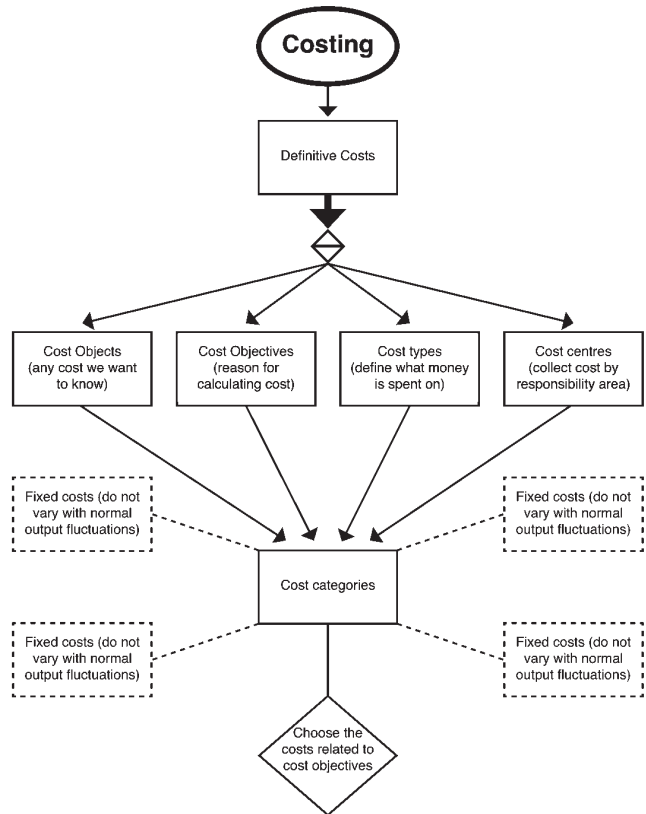 Costing
Definitive Costs
Cost Objects
(any cost we want
to know)
Cost Objectives
(reason for
calculating cost)
Cost types
(define what money
is spent on)
Cost centres
(collect cost by
responsibility area)
Fixed costs (do not
vary with normal
output fluctuations)
Fixed costs (do not
vary with normal
output fluctuations)
Cost categories
Fixed costs (do not
vary with normal
output fluctuations)
Fixed costs (do not
vary with normal
output fluctuations)
Choose the
costs related to
cost objectives